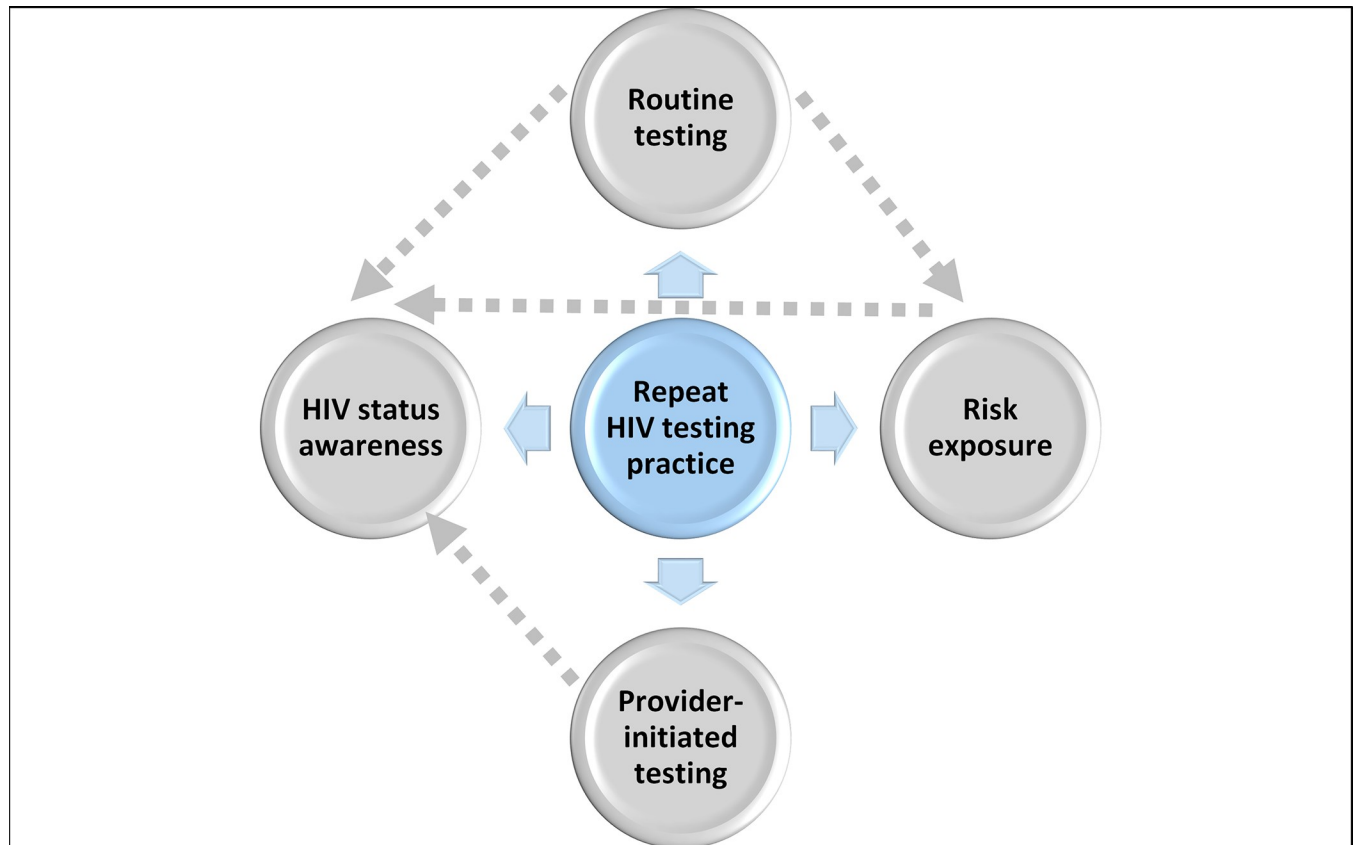 Routine
testing
HIV status
awareness
Repeat
HIV testing
practice
Risk
exposure
Provider-
initiated
testing